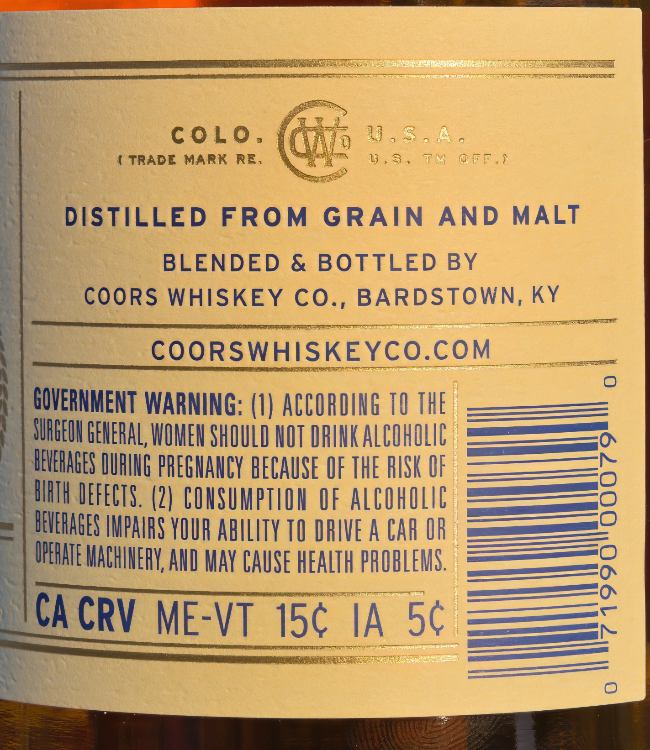 COLO. CWCo U.S.A.
(TRADE MARK RE. U.S. TM OFF.)
DISTILLED FROM GRAIN AND MALT
BLENDED & BOTTLED BY
COORS WHISKEY CO., BARDSTOWN, KY
COORSWHISKEYCO.COM
GOVERNMENT WARNING: (1) ACCORDING TO THE
SURGEON GENERAL, WOMEN SHOULD NOT DRINK ALCOHOLIC
BEVERAGES DURING PREGNANCY BECAUSE OF THE RISK OF
BIRTH DEFECTS. (2) CONSUMPTION OF ALCOHOLIC
BEVERAGES IMPAIRS YOUR ABILITY TO DRIVE A CAR OR
OPERATE MACHINERY, AND MAY CAUSE HEALTH PROBLEMS.
CA CRV ME-VT 15¢ IA 5¢
0 71990 00079 0